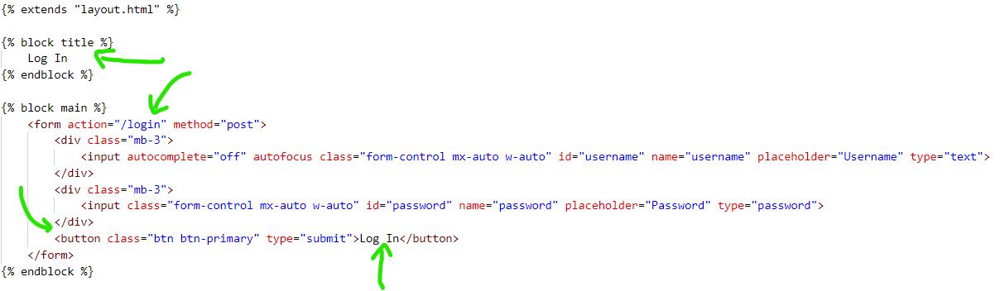 {% extends "layout.html" %}
{% block title %}
Log In
{% endblock %}
{% block main %}
<form action="/login" method="post">
<div class="mb-3">
<input autocomplete="off" autofocus class="form-control mx-auto w-auto" id="username" name="username" placeholder="Username" type="text">
</div>
<div class="mb-3">
<input class="form-control mx-auto w-auto" id="password" name="password" placeholder="Password" type="password">
</div>
<button class="btn btn-primary" type="submit">Log In</button>
</form>
{% endblock %}